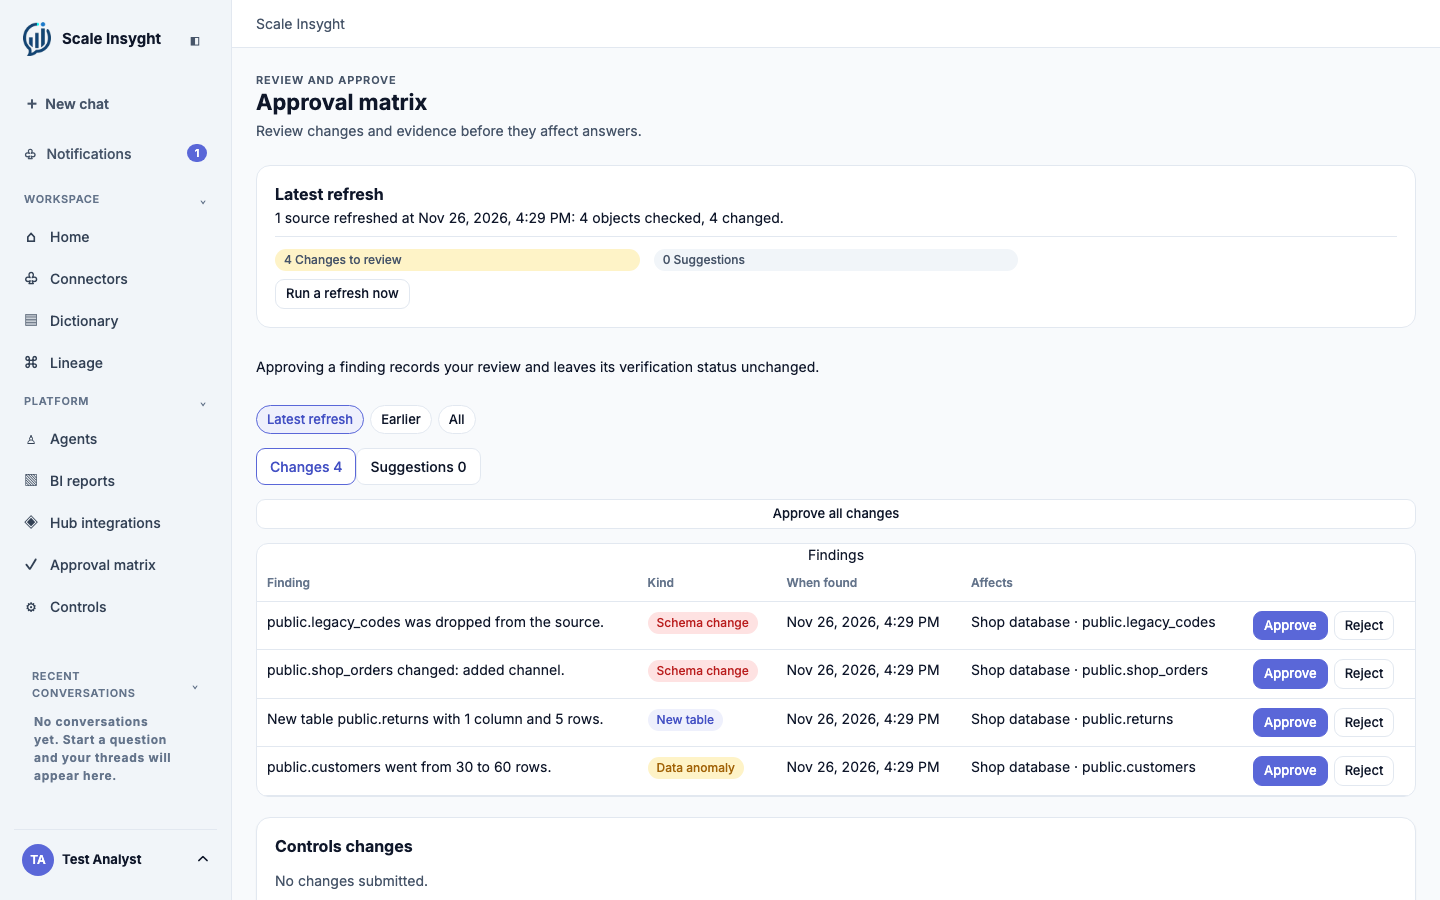 Scale Insyght
Scale Insyght
+ New chat
Notifications 1
WORKSPACE
Home
Connectors
Dictionary
Lineage
PLATFORM
Agents
BI reports
Hub integrations
Approval matrix
Controls
RECENT
CONVERSATIONS
No conversations
yet. Start a question
and your threads will
appear here.
TA Test Analyst
REVIEW AND APPROVE
Approval matrix
Review changes and evidence before they affect answers.
Latest refresh
1 source refreshed at Nov 26, 2026, 4:29 PM: 4 objects checked, 4 changed.
4 Changes to review 0 Suggestions
Run a refresh now
Approving a finding records your review and leaves its verification status unchanged.
Latest refresh Earlier All
Changes 4 Suggestions 0
Approve all changes
Findings
Finding Kind When found Affects
public.legacy_codes was dropped from the source. Schema change Nov 26, 2026, 4:29 PM Shop database · public.legacy_codes Approve Reject
public.shop_orders changed: added channel. Schema change Nov 26, 2026, 4:29 PM Shop database · public.shop_orders Approve Reject
New table public.returns with 1 column and 5 rows. New table Nov 26, 2026, 4:29 PM Shop database · public.returns Approve Reject
public.customers went from 30 to 60 rows. Data anomaly Nov 26, 2026, 4:29 PM Shop database · public.customers Approve Reject
Controls changes
No changes submitted.